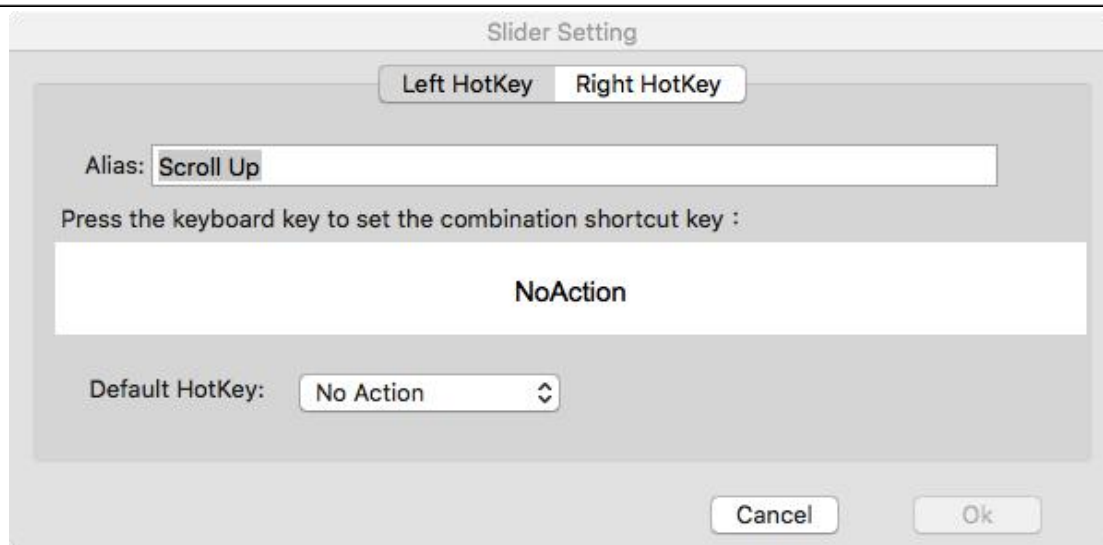 Slider Setting
Left HotKey Right HotKey
Alias: Scroll Up
Press the keyboard key to set the combination shortcut key：
NoAction
Default HotKey: No Action
Cancel Ok